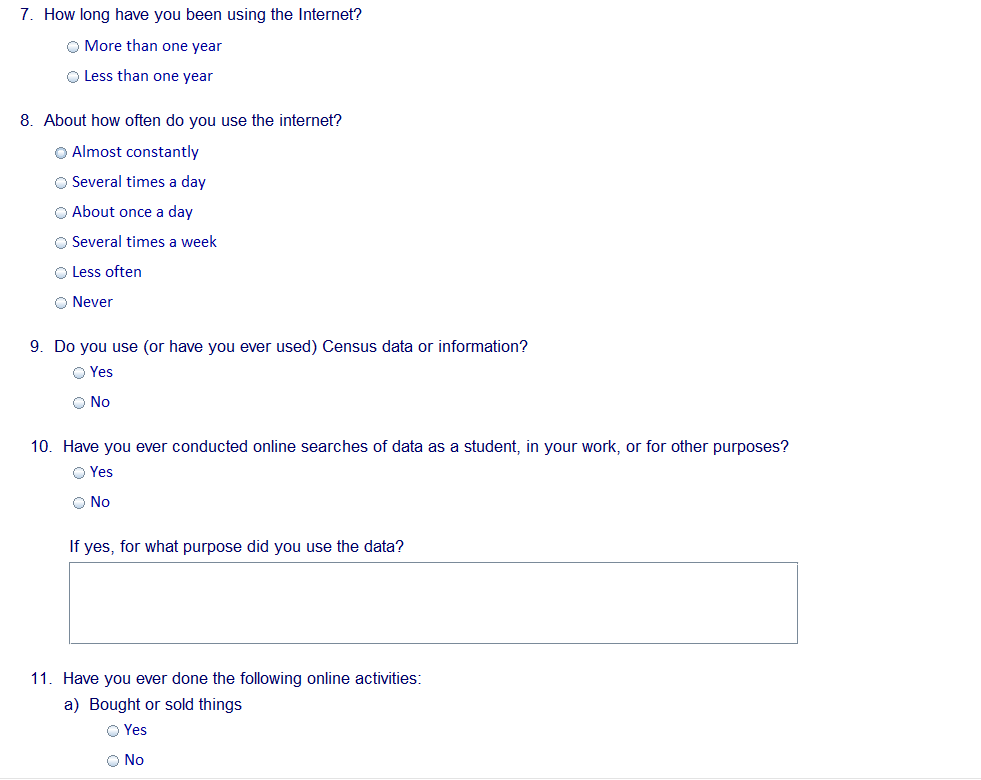 7. How long have you been using the Internet?
More than one year
Less than one year
8. About how often do you use the internet?
Almost constantly
Several times a day
About once a day
Several times a week
Less often
Never
9. Do you use (or have you ever used) Census data or information?
Yes
No
10. Have you ever conducted online searches of data as a student, in your work, or for other purposes?
Yes
No
If yes, for what purpose did you use the data?
11. Have you ever done the following online activities:
a) Bought or sold things
Yes
No